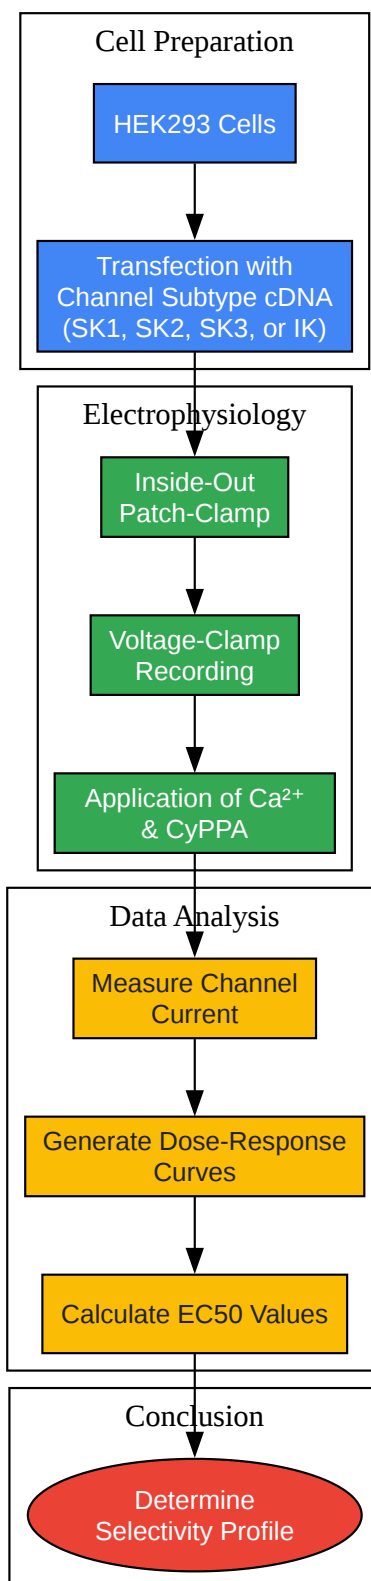 Cell Preparation
HEK293 Cells
Transfection with
Channel Subtype cDNA
(SK1, SK2, SK3, or IK)
Electrophysiology
Inside-Out
Patch-Clamp
Voltage-Clamp
Recording
Application of Ca²⁺
& CyPPA
Data Analysis
Measure Channel
Current
Generate Dose-Response
Curves
Calculate EC50 Values
Conclusion
Determine
Selectivity Profile